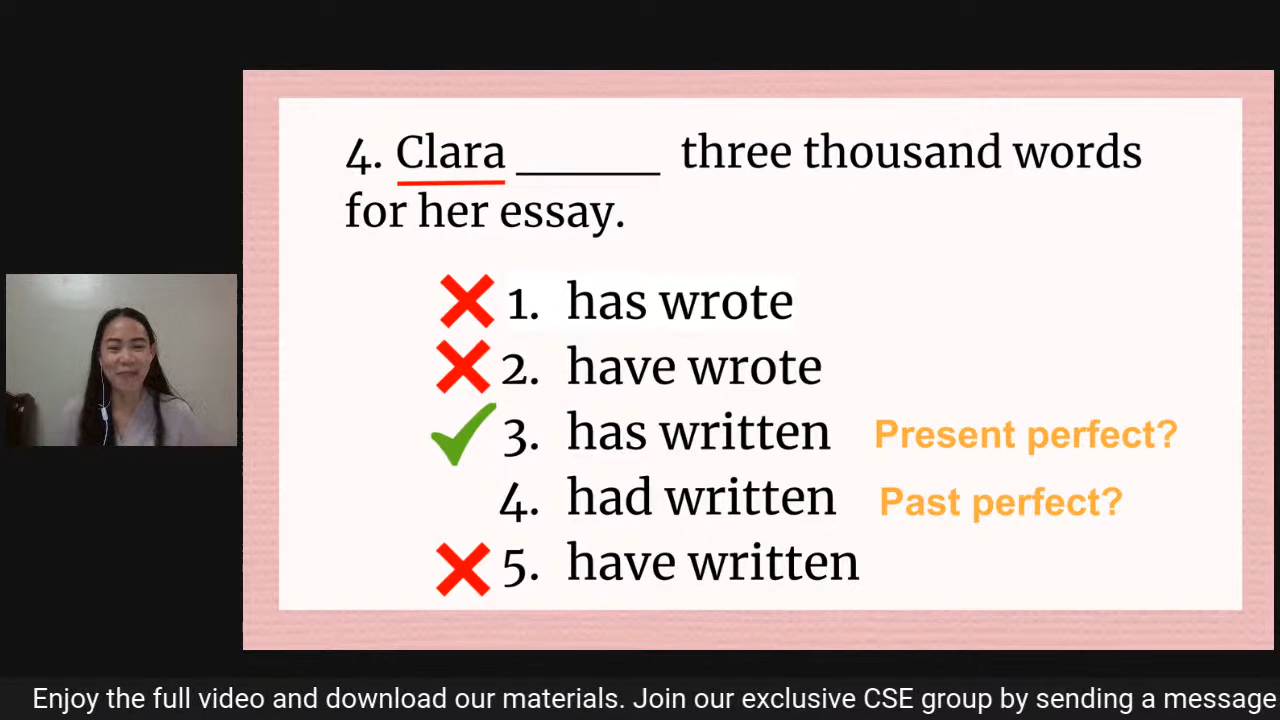 4. Clara ______ three thousand words
for her essay.
1. has wrote
2. have wrote
3. has written Present perfect?
4. had written Past perfect?
5. have written
Enjoy the full video and download our materials. Join our exclusive CSE group by sending a message